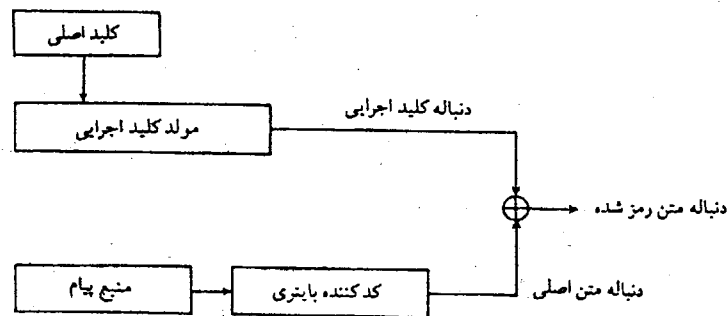 کلید اصلی
دنباله کلید اجرایی
مولد کلید اجرایی
دنباله متن رمز شده
منبع پیام
کد کننده باینری
دنباله متن اصلی